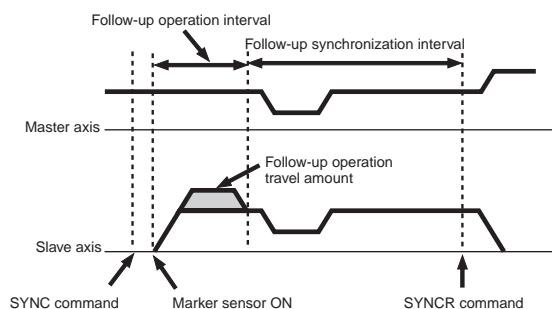 Follow-up operation interval
Follow-up synchronization interval
Master axis
Follow-up operation
travel amount
Slave axis
SYNC command
Marker sensor ON
SYNCR command